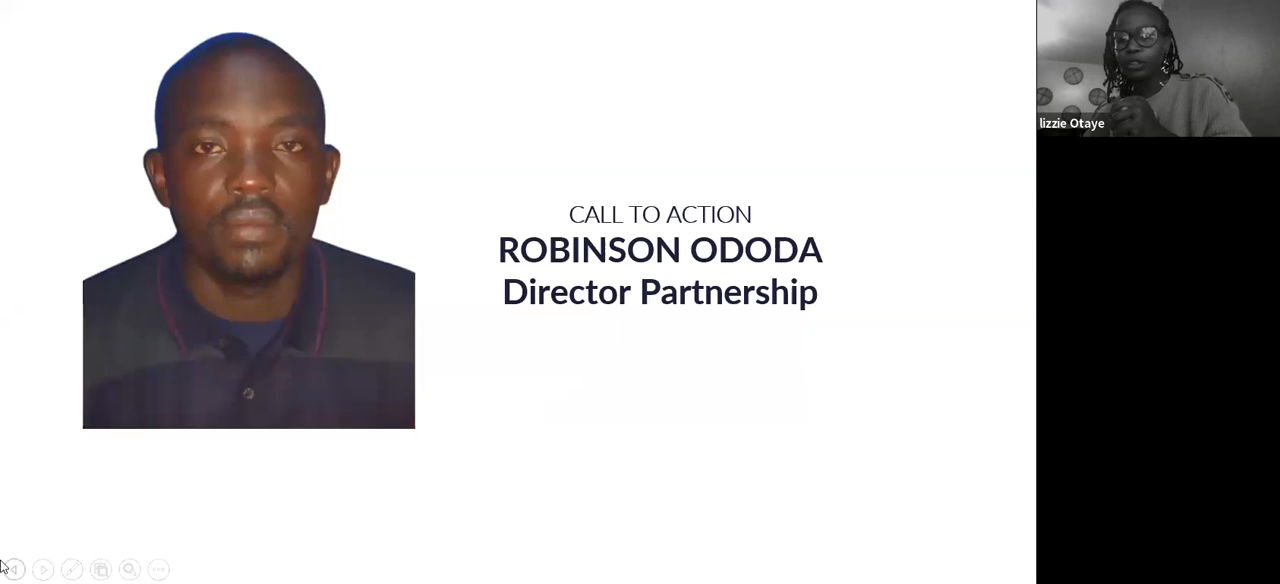 CALL TO ACTION
ROBINSON ODODA
Director Partnership
lizzie Otaye